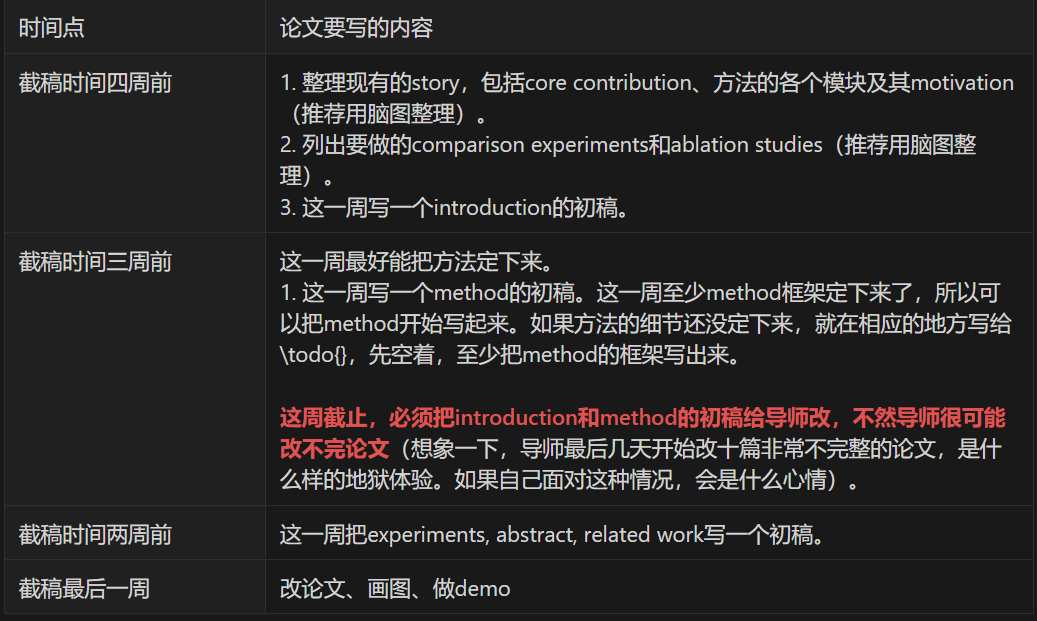 时间点
论文要写的内容
截稿时间四周前
1. 整理现有的story，包括core contribution、方法的各个模块及其motivation
（推荐用脑图整理）。
2. 列出要做的comparison experiments和ablation studies（推荐用脑图整
理）。
3. 这一周写一个introduction的初稿。
截稿时间三周前
这一周最好能把方法定下来。
1. 这一周写一个method的初稿。这一周至少method框架定下来了，所以可
以把method开始写起来。如果方法的细节还没定下来，就在相应的地方写给
\todo{}，先空着，至少把method的框架写出来。
这周截止，必须把introduction和method的初稿给导师改，不然导师很可能
改不完论文（想象一下，导师最后几天开始改十篇非常不完整的论文，是什
么样的地狱体验。如果自己面对这种情况，会是什么心情）。
截稿时间两周前
这一周把experiments, abstract, related work写一个初稿。
截稿最后一周
改论文、画图、做demo